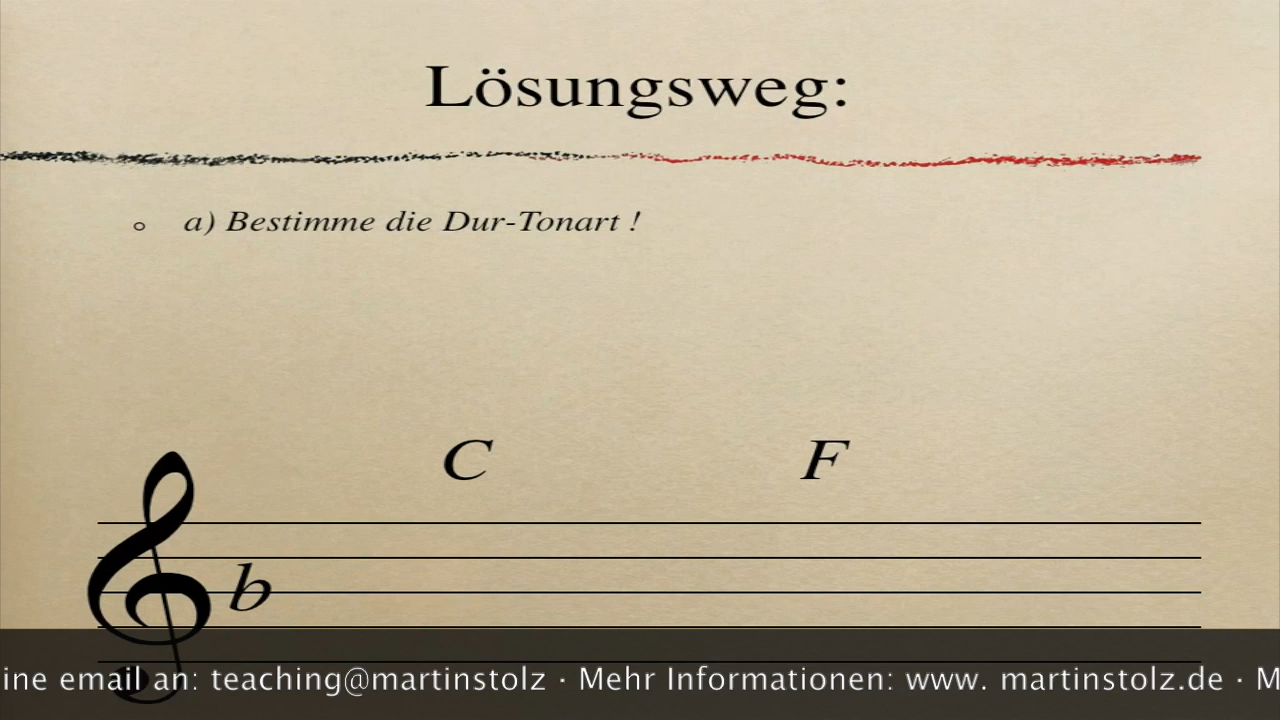 Lösungsweg:
a) Bestimme die Dur-Tonart !
C F
b
ine email an: teaching@martinstolz · Mehr Informationen: www. martinstolz.de · M